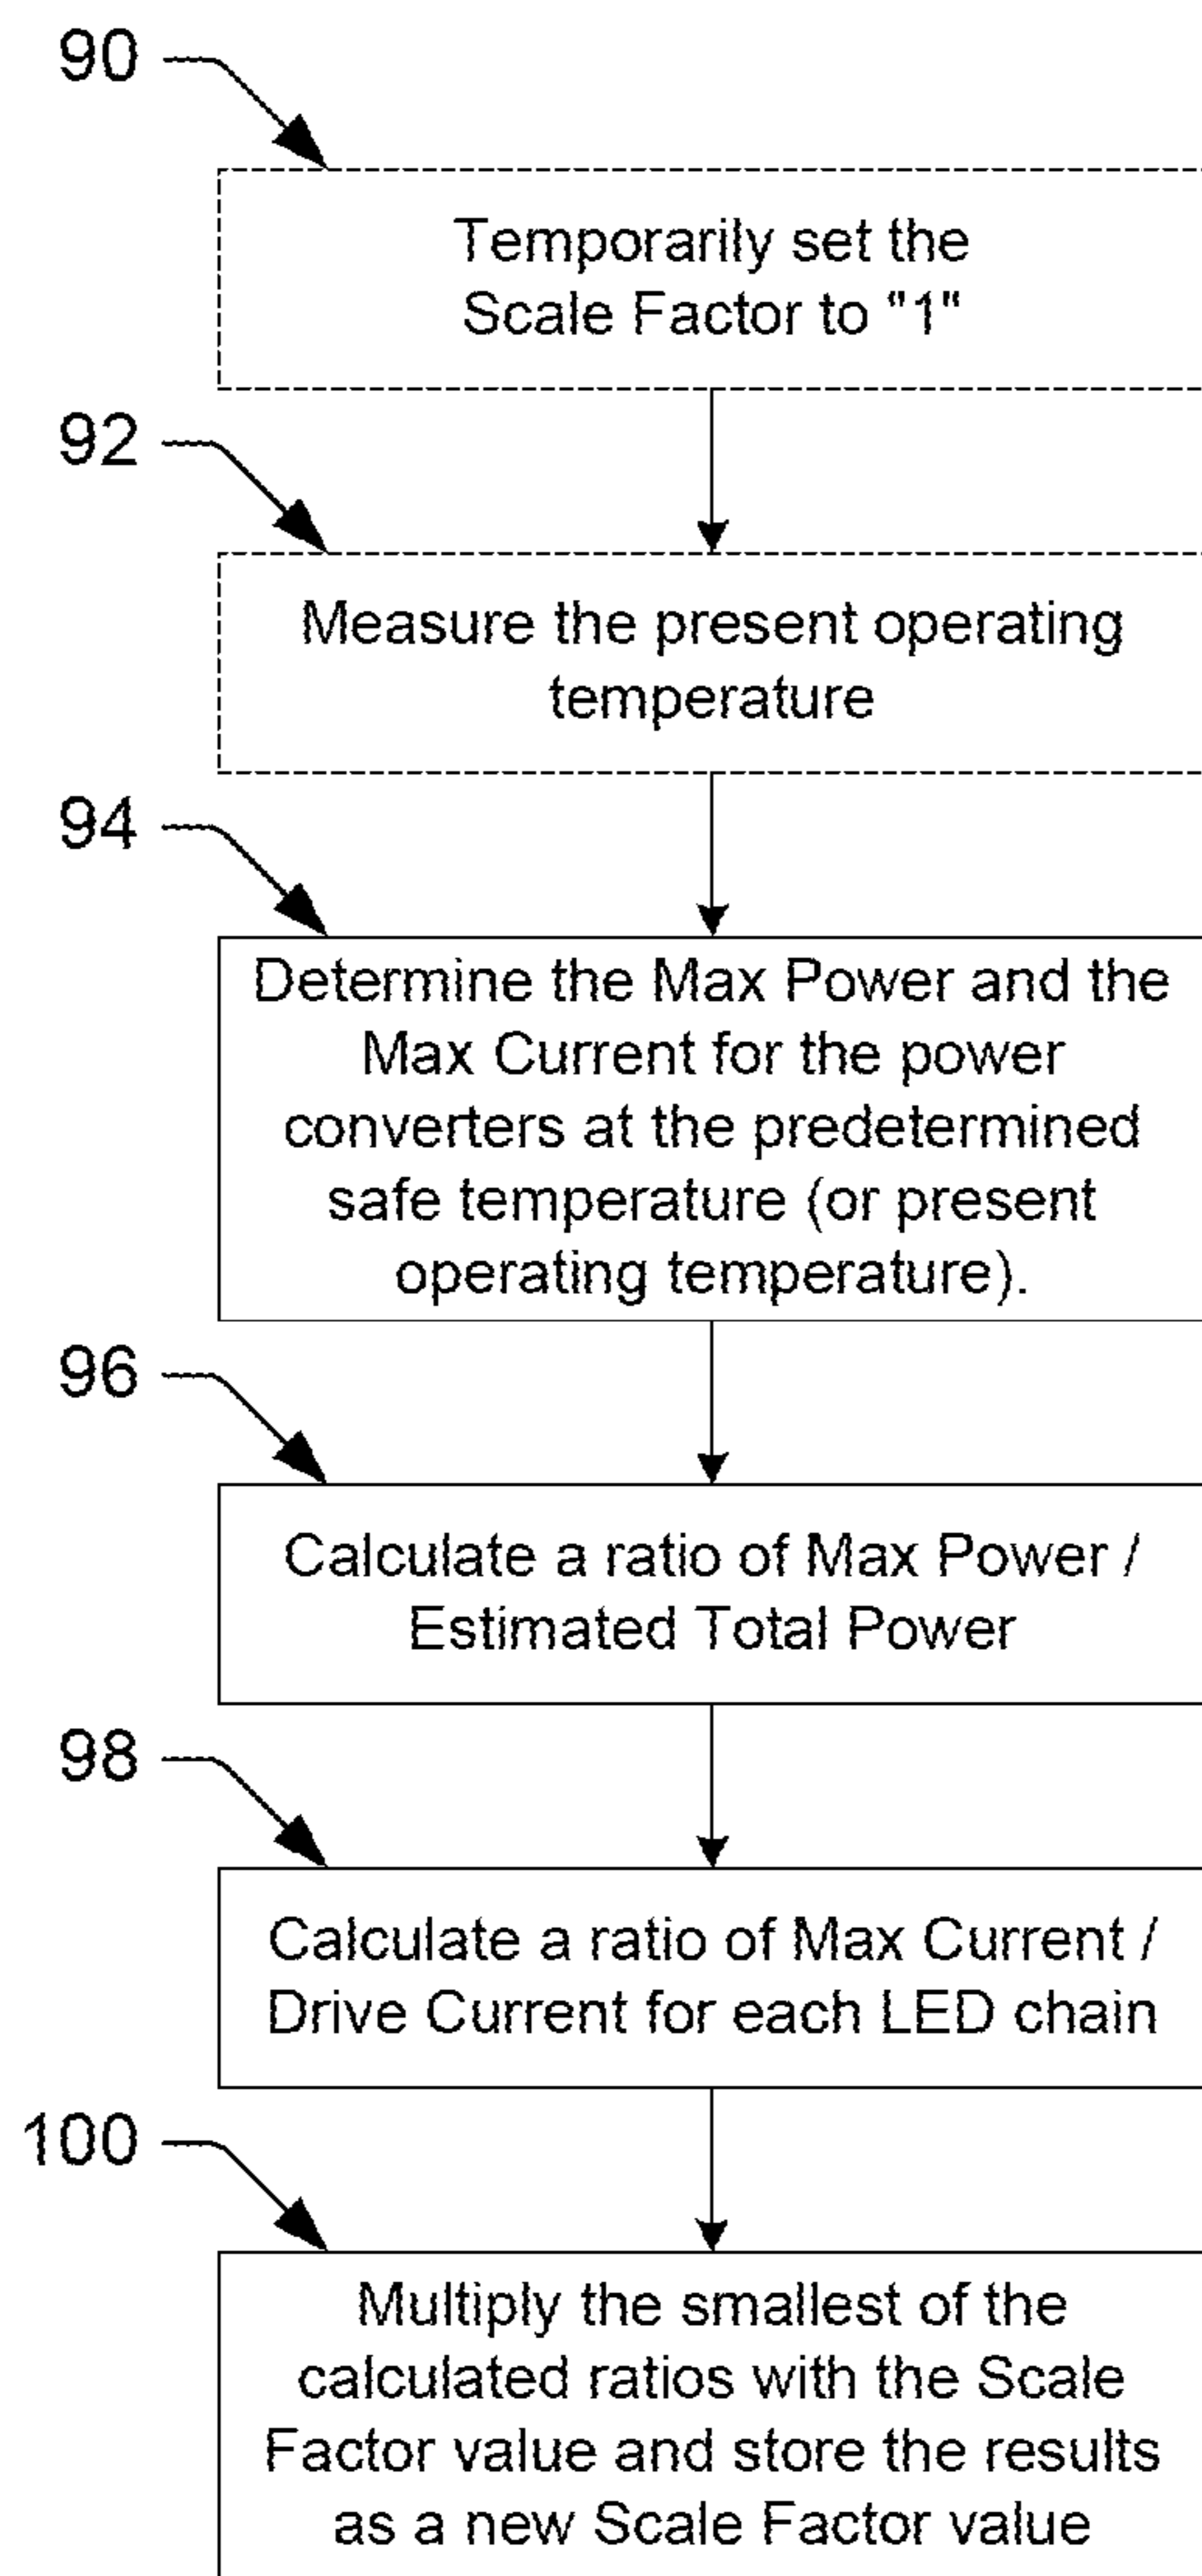 90
Temporarily set the
Scale Factor to "1"
92
Measure the present operating
temperature
94
Determine the Max Power and the
Max Current for the power
converters at the predetermined
safe temperature (or present
operating temperature).
96
Calculate a ratio of Max Power /
Estimated Total Power
98
Calculate a ratio of Max Current /
Drive Current for each LED chain
100
Multiply the smallest of the
calculated ratios with the Scale
Factor value and store the results
as a new Scale Factor value